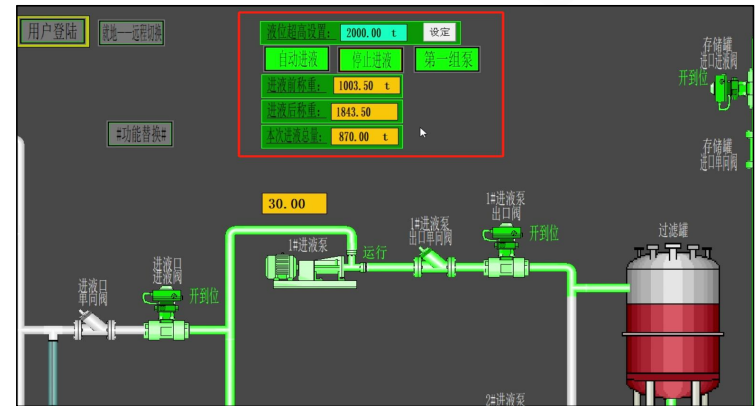 用户登陆
就地——远程切换
液位超高设置: 2000.00 t 设定
自动进液 停止进液 第一组泵
进液前称重: 1003.50 t
进液后称重: 1843.50
本次进液总量: 870.00 t
#功能替换#
存储罐
进口进液阀
开到位
存储罐
进口单向阀
30.00
1#进液泵
运行
1#进液泵
出口单向阀
1#进液泵
出口阀
开到位
过滤罐
进液口
单向阀
进液口
进液阀
开到位
2#进液泵